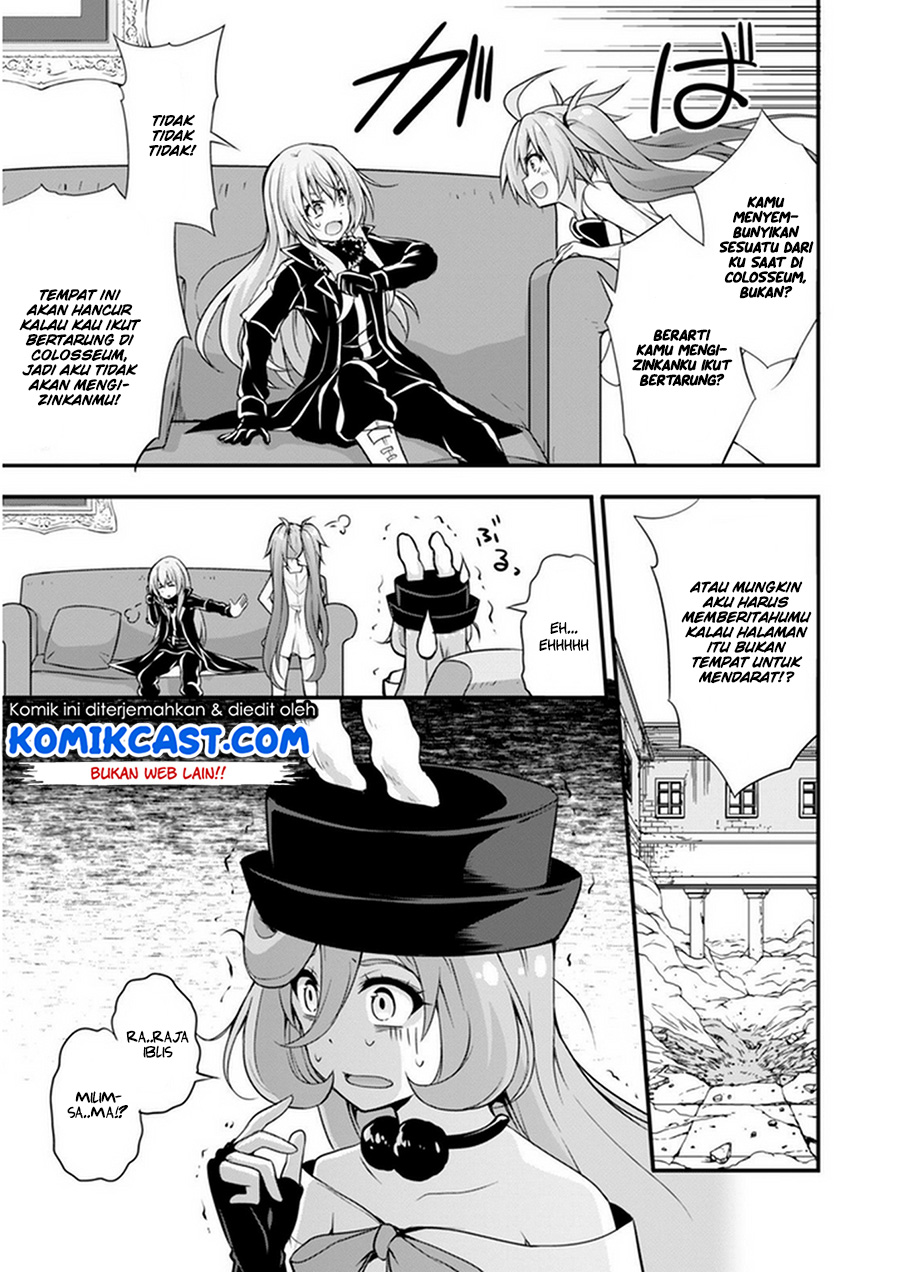 ば
ガッ
KAMU
MENYEM-
BUNYIKAN
SESUATU DARI
KU SAAT DI
COLOSSEUM,
BUKAN?
BERARTI
KAMU MENGI-
ZINKANKU IKUT
BERTARUNG?
TIDAK
TIDAK
TIDAK!
TEMPAT INI
AKAN HANCUR
KALAU KAU IKUT
BERTARUNG DI
COLOSSEUM,
JADI AKU TIDAK
AKAN MENGI-
ZINKANMU!
ATAU MUNGKIN
AKU HARUS
MEMBERITAHUMU
KALAU HALAMAN
ITU BUKAN
TEMPAT UNTUK
MENDARAT!?
ぶる
EH...
EHHHHH
Komik ini diterjemahkan & diedit oleh
KOMIKCAST.COM
BUKAN WEB LAIN!!
RA..RAJA
IBLIS
MILIM-
SA..MA!?